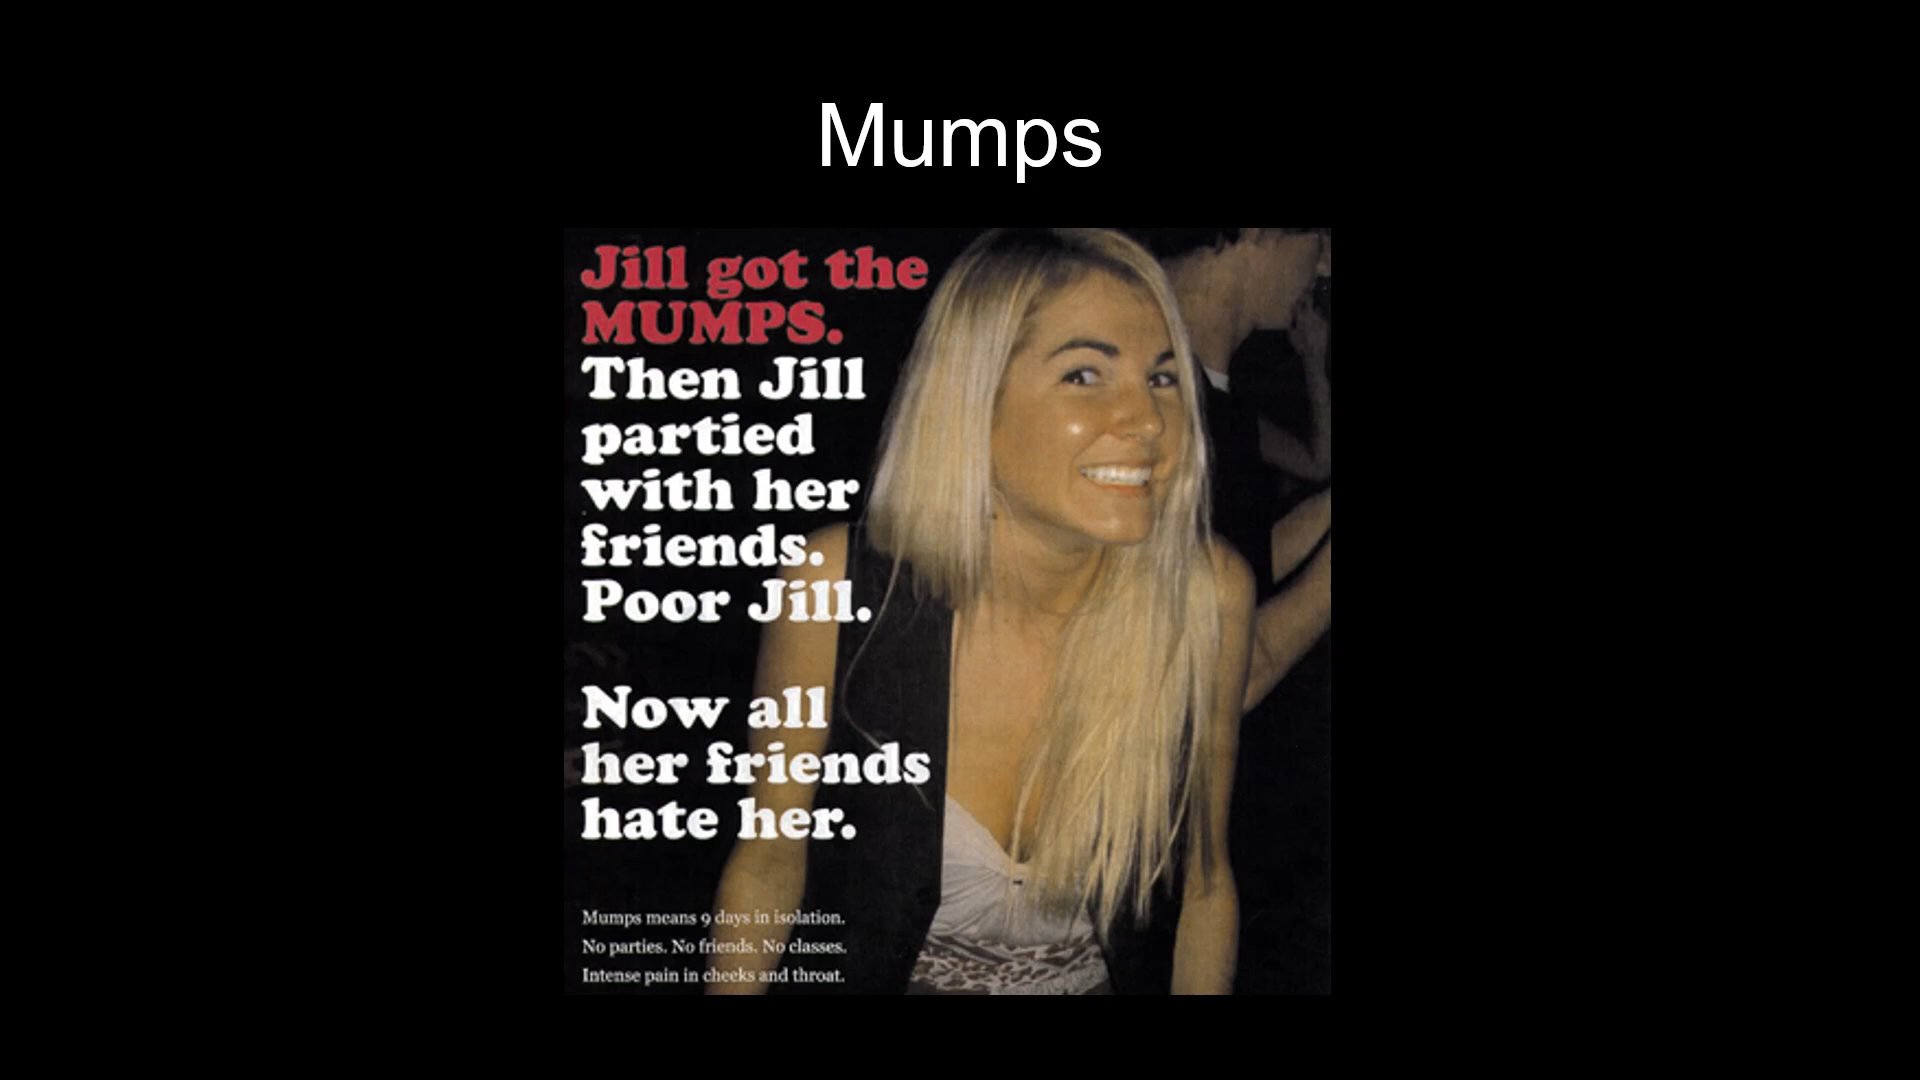 Mumps
Jill got the
MUMPS.
Then Jill
partied
with her
friends.
Poor Jill.
Now all
her friends
hate her.
Mumps means 9 days in isolation.
No parties. No friends. No classes.
Intense pain in cheeks and throat.